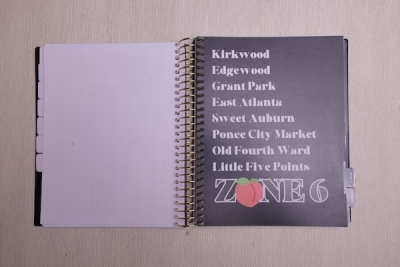 Kirkwood
Edgewood
Grant Park
East Atlanta
Sweet Auburn
Ponce City Market
Old Fourth Ward
Little Five Points
ZONE 6